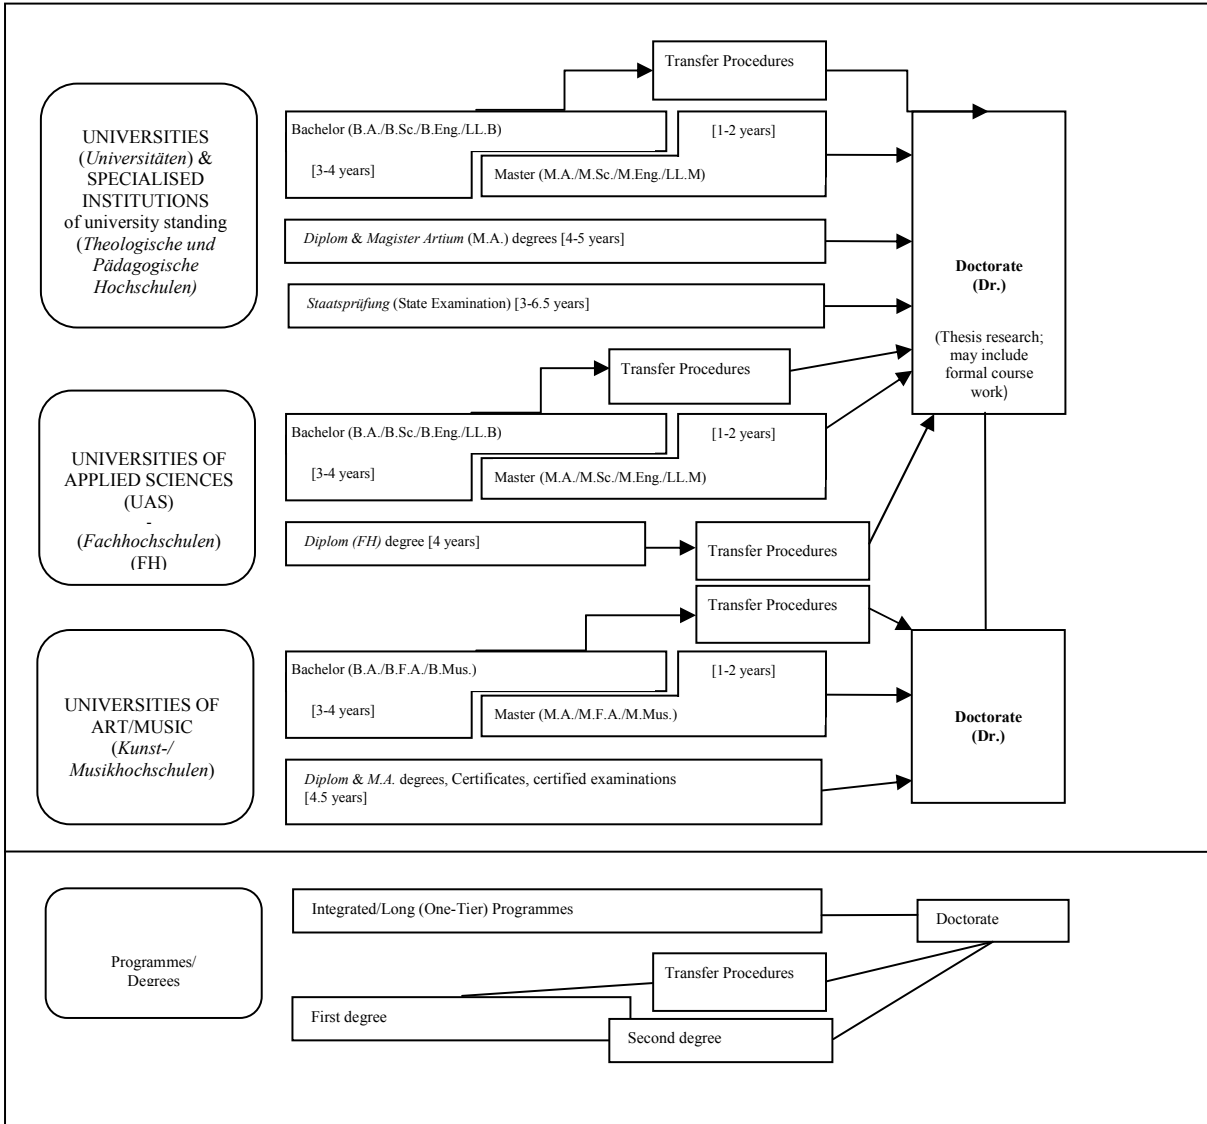 Transfer Procedures
UNIVERSITIES
(Universitäten) &
SPECIALISED
INSTITUTIONS
of university standing
(Theologische und
Pädagogische
Hochschulen)
Bachelor (B.A./B.Sc./B.Eng./LL.B)
[3-4 years]
[1-2 years]
Master (M.A./M.Sc./M.Eng./LL.M)
Diplom & Magister Artium (M.A.) degrees [4-5 years]
Staatsprüfung (State Examination) [3-6.5 years]
Doctorate
(Dr.)
(Thesis research;
may include
formal course
work)
Transfer Procedures
UNIVERSITIES OF
APPLIED SCIENCES
(UAS)
-
(Fachhochschulen)
(FH)
Bachelor (B.A./B.Sc./B.Eng./LL.B)
[3-4 years]
[1-2 years]
Master (M.A./M.Sc./M.Eng./LL.M)
Diplom (FH) degree [4 years]
Transfer Procedures
Transfer Procedures
UNIVERSITIES OF
ART/MUSIC
(Kunst-/
Musikhochschulen)
Bachelor (B.A./B.F.A./B.Mus.)
[3-4 years]
[1-2 years]
Master (M.A./M.F.A./M.Mus.)
Diplom & M.A. degrees, Certificates, certified examinations
[4.5 years]
Doctorate
(Dr.)
Programmes/
Degrees
Integrated/Long (One-Tier) Programmes
Doctorate
Transfer Procedures
First degree
Second degree